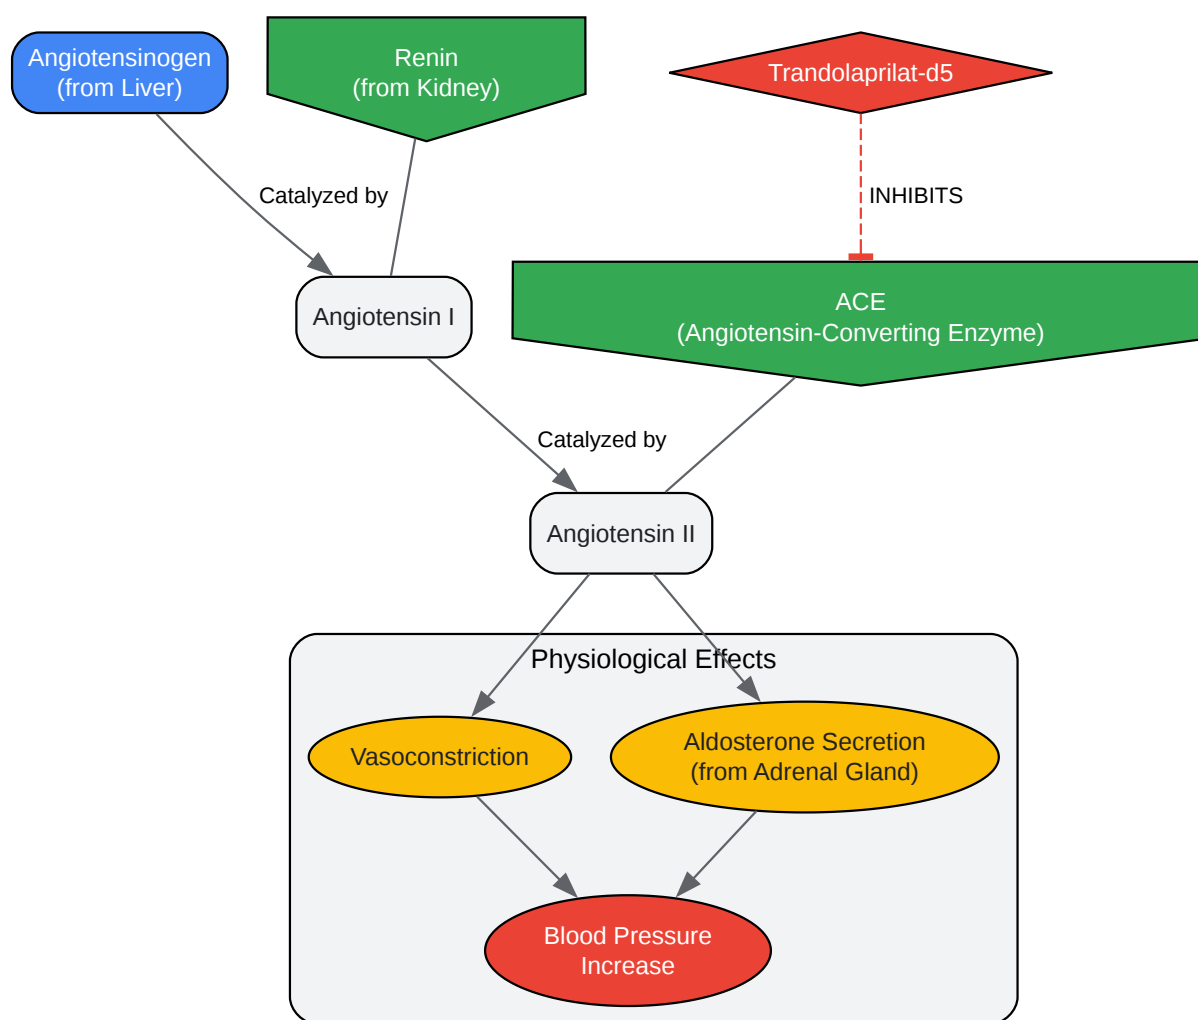 Angiotensinogen
(from Liver)
Renin
(from Kidney)
Trandolaprilat-d5
Catalyzed by
INHIBITS
Angiotensin I
ACE
(Angiotensin-Converting Enzyme)
Catalyzed by
Angiotensin II
Physiological Effects
Vasoconstriction
Aldosterone Secretion
(from Adrenal Gland)
Blood Pressure
Increase